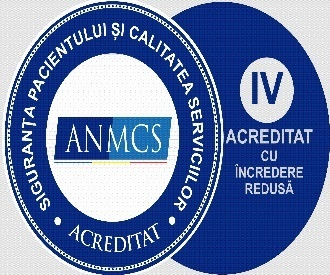 SIGURANȚA PACIENTULUI ȘI CALITATEA SERVICIILOR
ANMCS
• ACREDITAT •
IV
ACREDITAT
CU
ÎNCREDERE
REDUSĂ